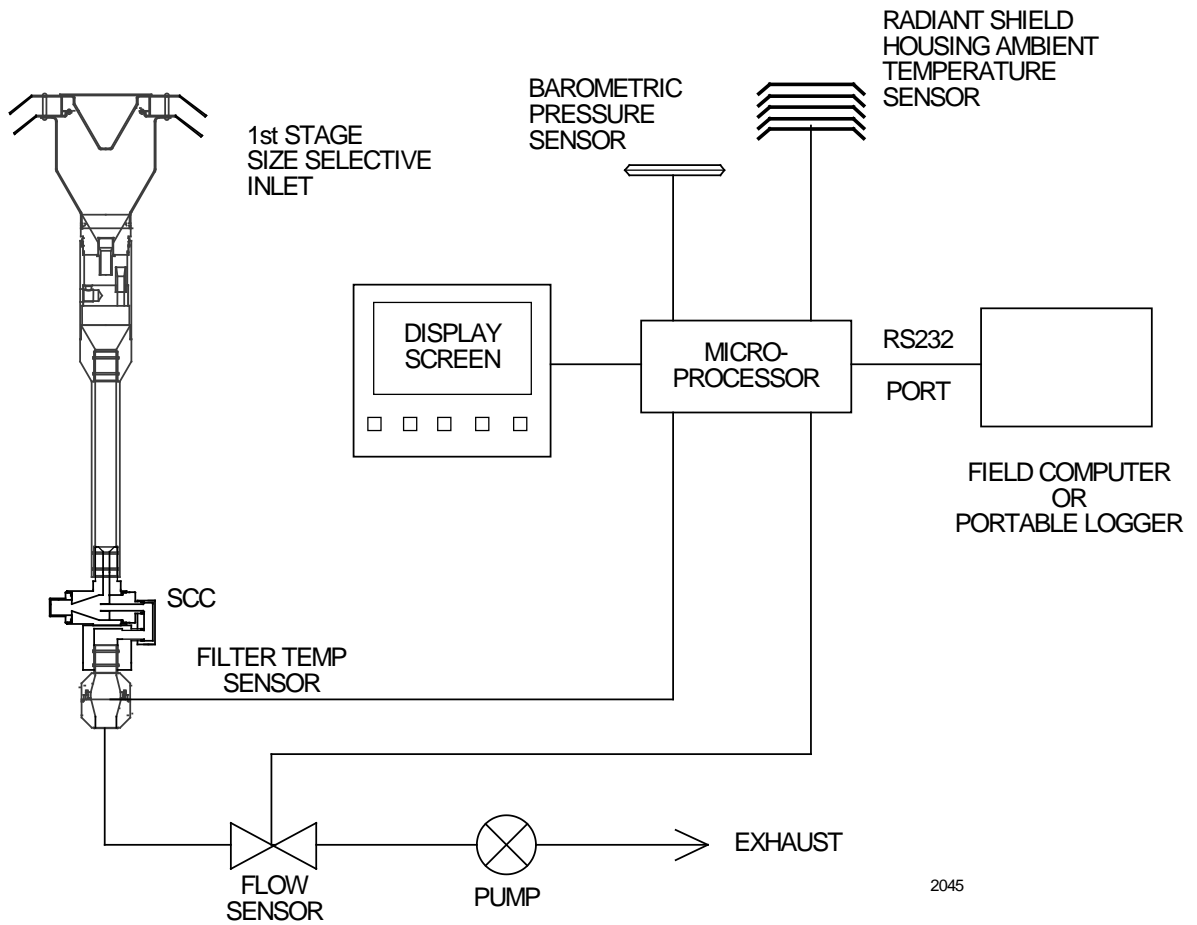 RADIANT SHIELD
HOUSING AMBIENT
TEMPERATURE
SENSOR
BAROMETRIC
PRESSURE
SENSOR
1st STAGE
SIZE SELECTIVE
INLET
DISPLAY
SCREEN
MICRO-
PROCESSOR
RS232
PORT
FIELD COMPUTER
OR
PORTABLE LOGGER
SCC
FILTER TEMP
SENSOR
EXHAUST
FLOW
SENSOR
PUMP
2045